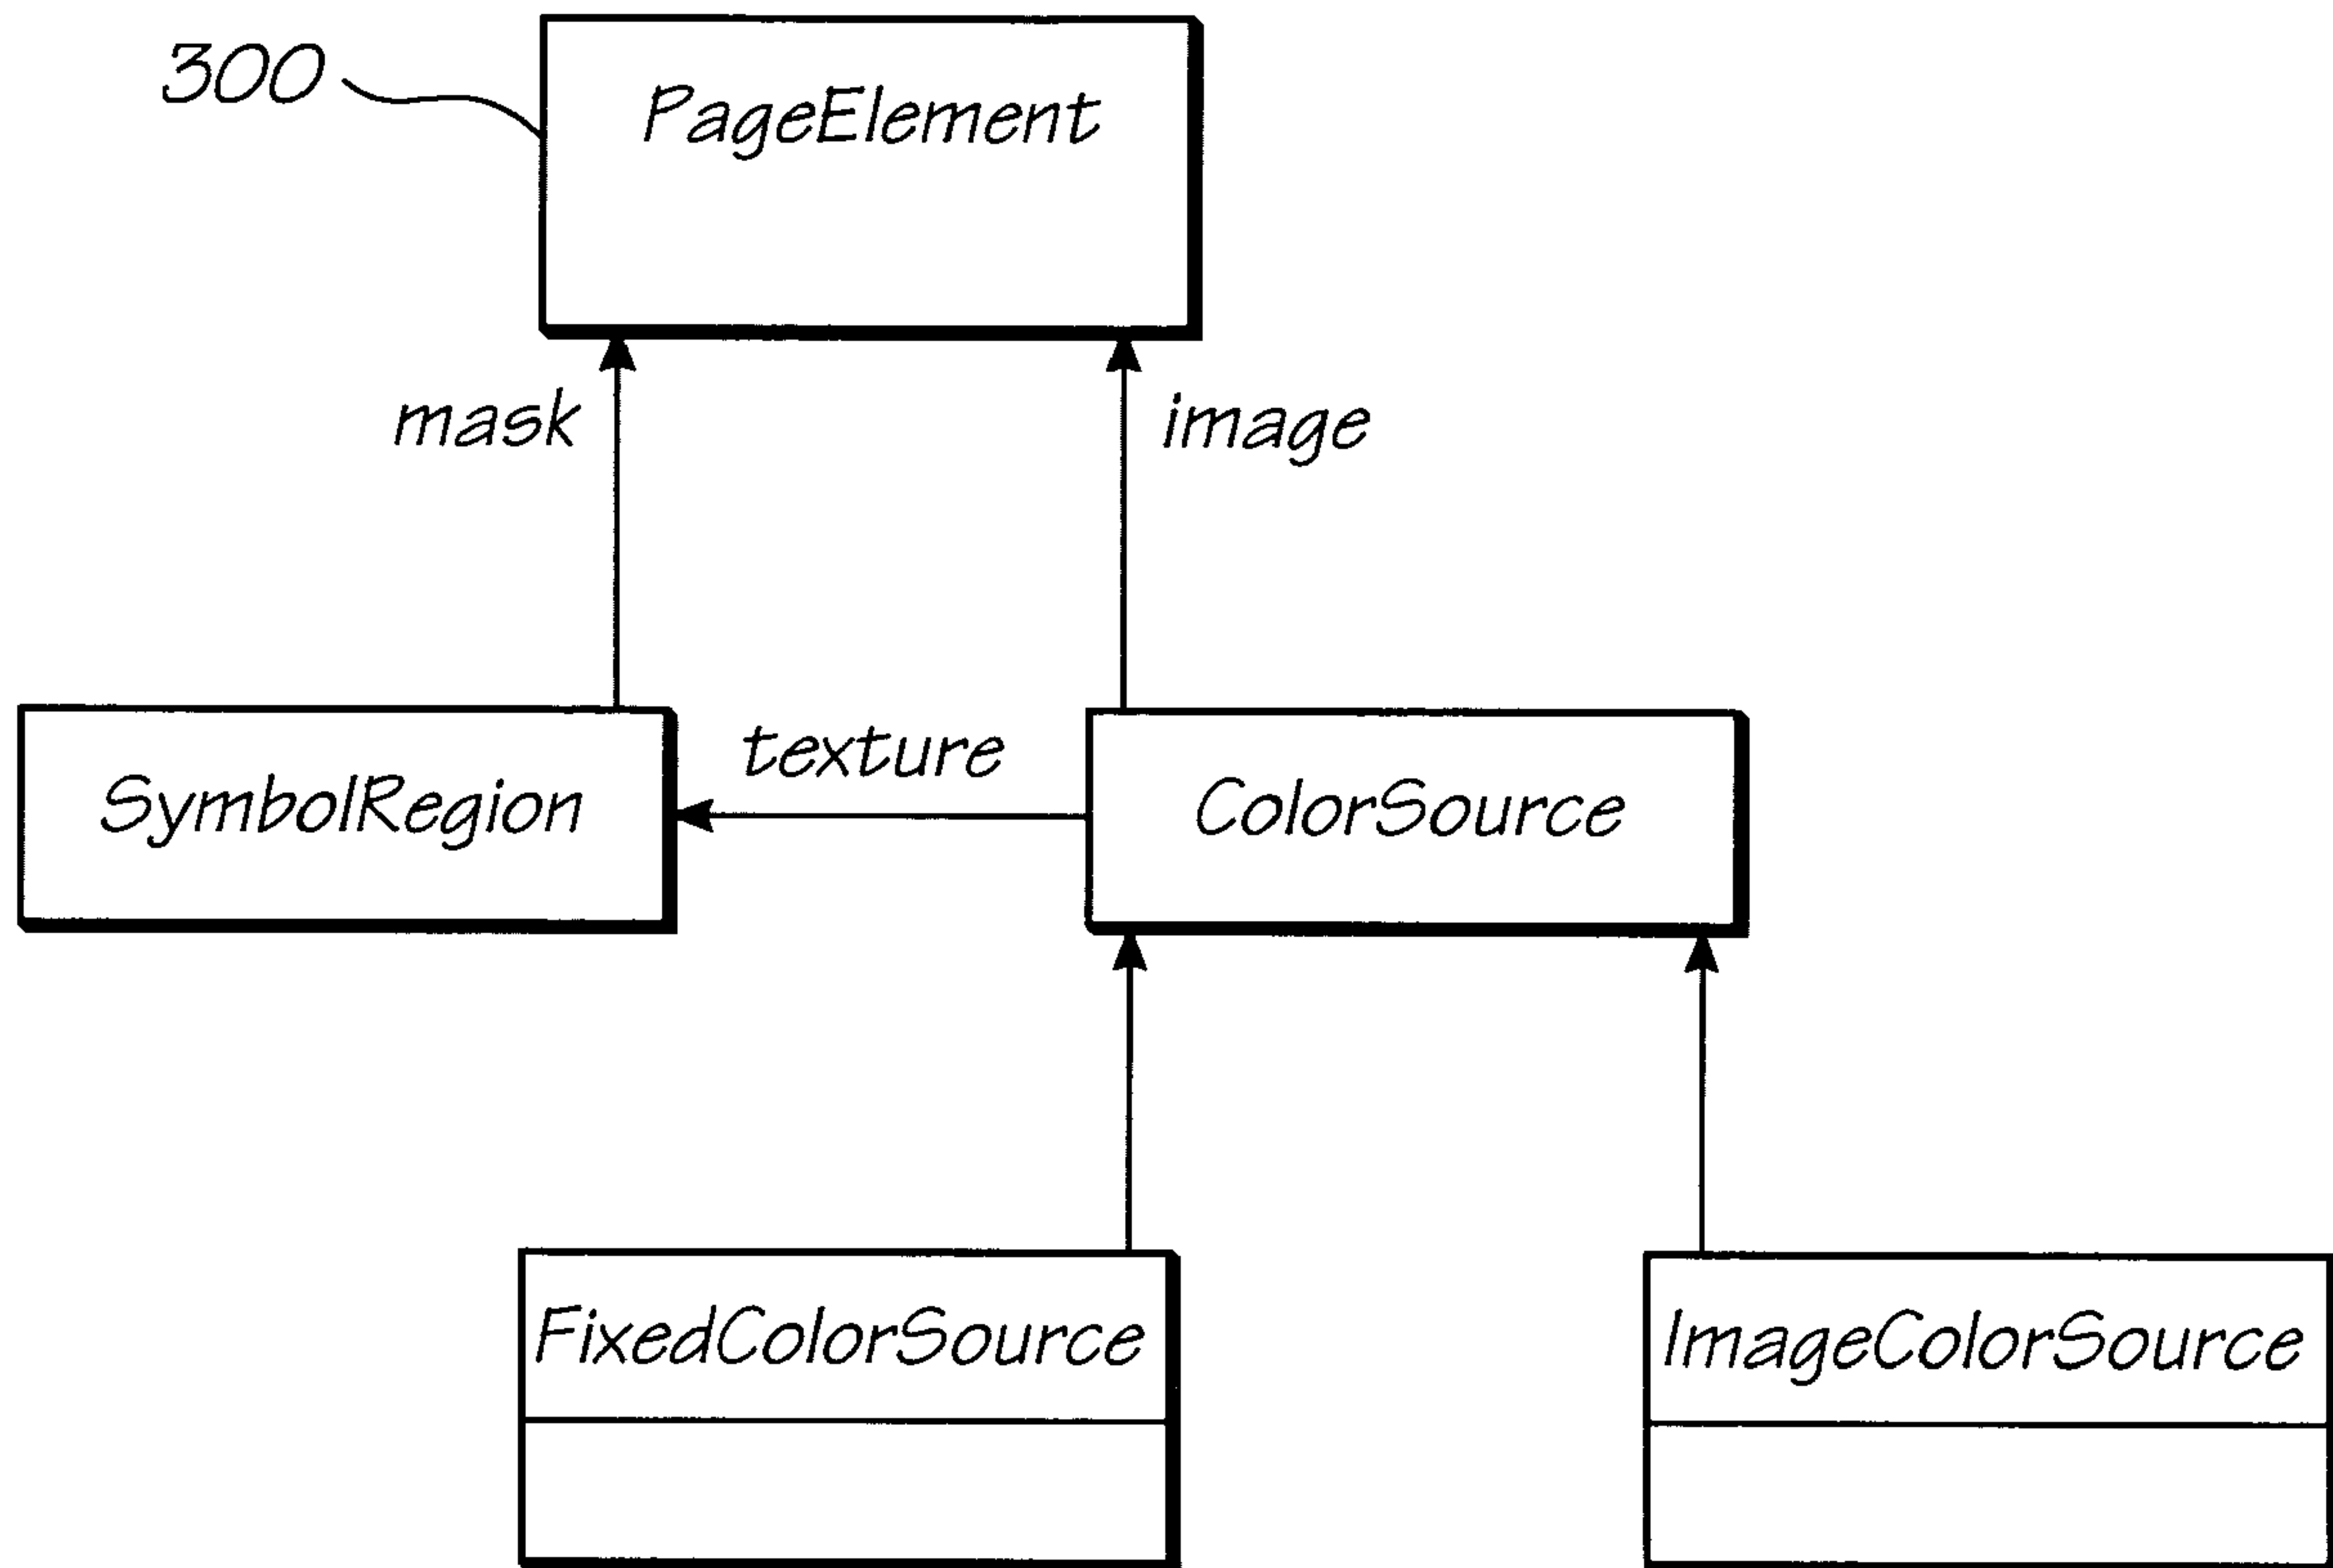 300
PageElement
mask
image
SymbolRegion
texture
ColorSource
FixedColorSource
ImageColorSource